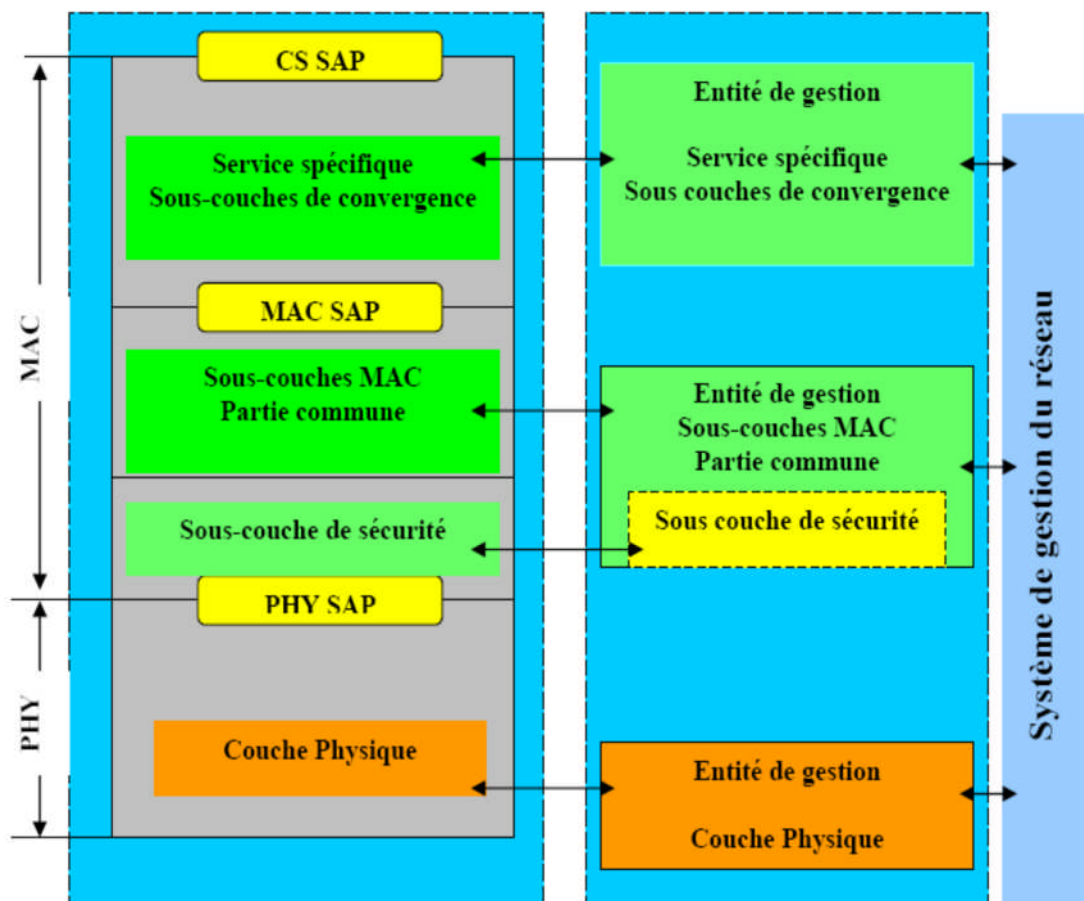 CS SAP
Service spécifique
Sous-couches de convergence
MAC SAP
Sous-couches MAC
Partie commune
Sous-couche de sécurité
PHY SAP
Couche Physique
MAC
PHY
Entité de gestion
Service spécifique
Sous couches de convergence
Entité de gestion
Sous-couches MAC
Partie commune
Sous couche de sécurité
Entité de gestion
Couche Physique
Système de gestion du réseau